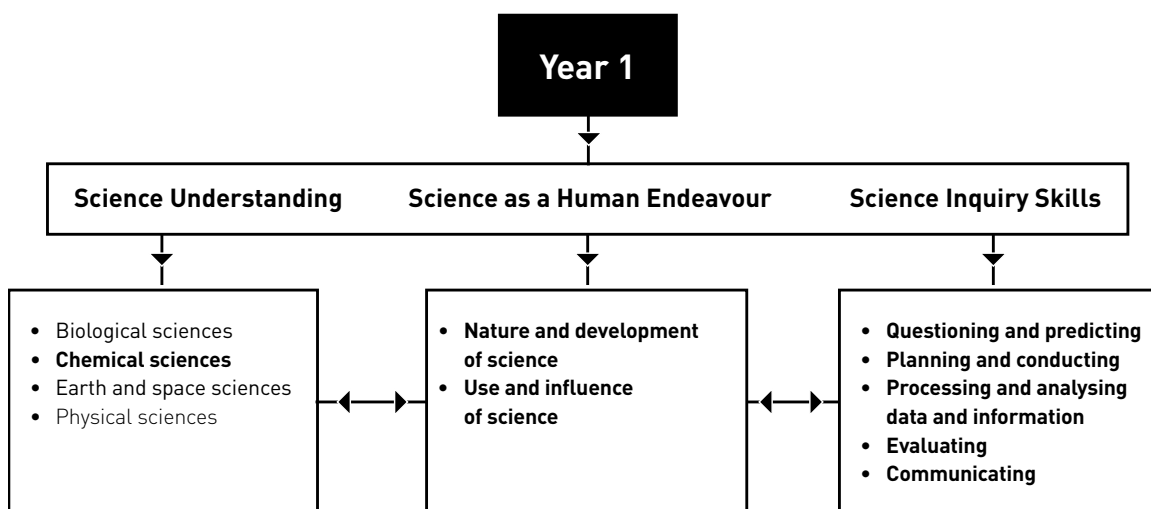 Year 1
Science Understanding
Science as a Human Endeavour
Science Inquiry Skills
• Biological sciences
• Chemical sciences
• Earth and space sciences
• Physical sciences
• Nature and development
of science
• Use and influence
of science
• Questioning and predicting
• Planning and conducting
• Processing and analysing
data and information
• Evaluating
• Communicating